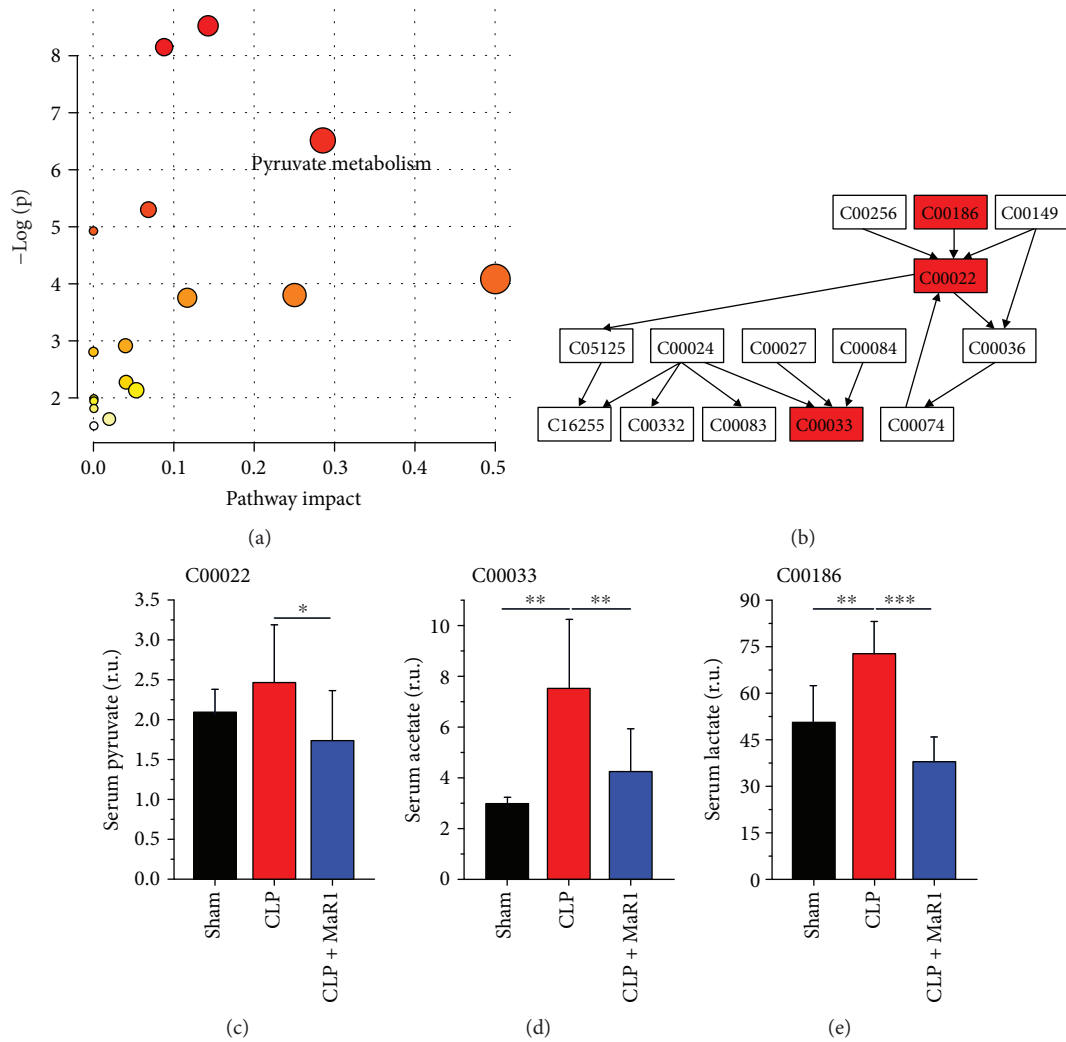 8
7
6
5
4
3
2
−Log (p)
Pyruvate metabolism
0.0 0.1 0.2 0.3 0.4 0.5
Pathway impact
(a)
C00256 C00186 C00149
C00022
C05125 C00024 C00027 C00084 C00036
C16255 C00332 C00083 C00033 C00074
(b)
C00022
3.5
3.0
2.5
2.0
1.5
1.0
0.5
0.0
Serum pyruvate (r.u.)
*
Sham
CLP
CLP + MaR1
(c)
C00033
10
8
6
4
2
0
Serum acetate (r.u.)
** **
Sham
CLP
CLP + MaR1
(d)
C00186
90
75
60
45
30
15
0
Serum lactate (r.u.)
** ***
Sham
CLP
CLP + MaR1
(e)